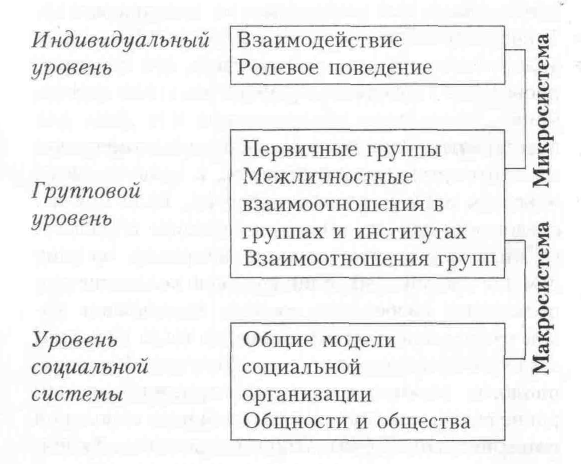 Индивидуальный
уровень
Взаимодействие
Ролевое поведение
Групповой
уровень
Первичные группы
Межличностные
взаимоотношения в
группах и институтах
Взаимоотношения групп
Уровень
социальной
системы
Общие модели
социальной
организации
Общности и общества
Микросистема
Макросистема